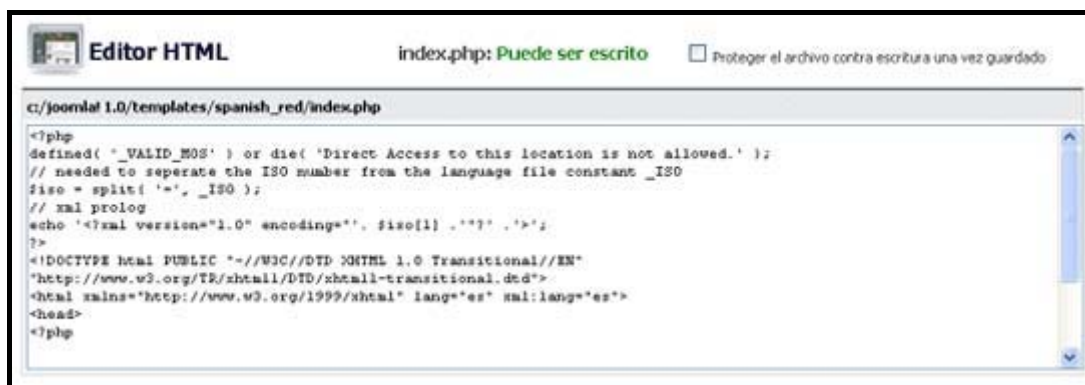 Editor HTML
index.php: Puede ser escrito
Proteger el archivo contra escritura una vez guardado
c:/joomla! 1.0/templates/spanish_red/index.php
<?php
defined( '_VALID_MOS' ) or die( 'Direct Access to this location is not allowed.' );
// needed to seperate the ISO number from the language file constant _ISO
$iso = split( '=', _ISO );
// xml prolog
echo '<?xml version="1.0" encoding="'. $iso[1] .'"?' .'>';
?>
<!DOCTYPE html PUBLIC "-//W3C//DTD XHTML 1.0 Transitional//EN"
"http://www.w3.org/TR/xhtml1/DTD/xhtml1-transitional.dtd">
<html xmlns="http://www.w3.org/1999/xhtml" lang="es" xml:lang="es">
<head>
<?php